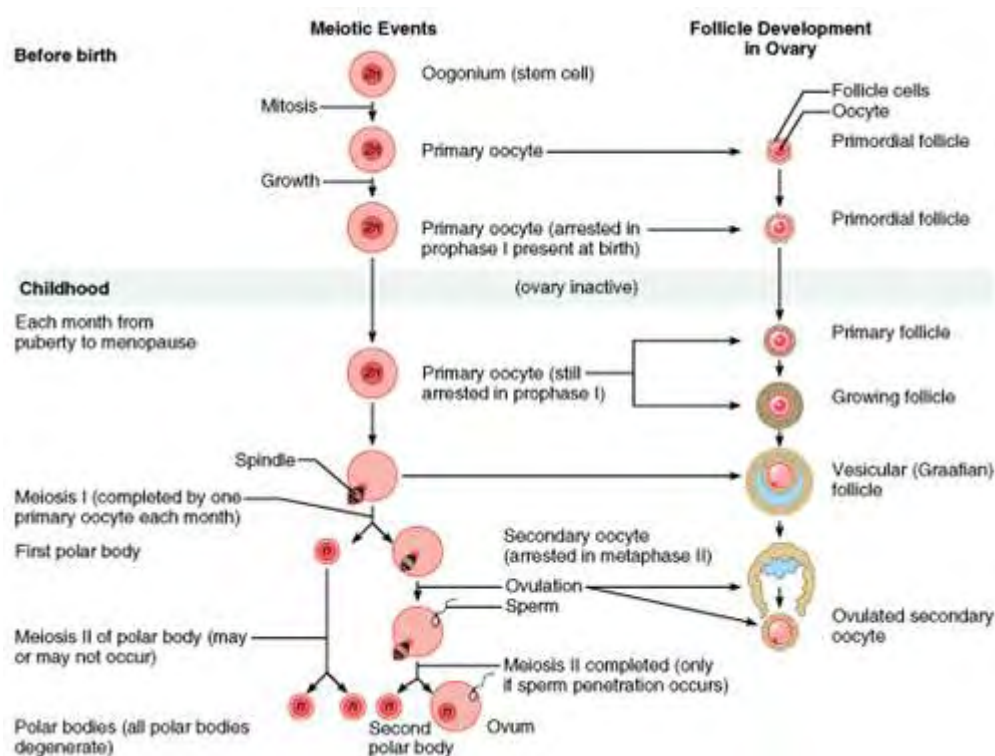 Meiotic Events
Follicle Development
in Ovary
Before birth
2n
Oogonium (stem cell)
Follicle cells
Oocyte
Mitosis
2n
Primary oocyte
Primordial follicle
Growth
2n
Primary oocyte (arrested in
prophase I present at birth)
Primordial follicle
Childhood
(ovary inactive)
Each month from
puberty to menopause
Primary follicle
2n
Primary oocyte (still
arrested in prophase I)
Growing follicle
Spindle
Vesicular (Graafian)
follicle
Meiosis I (completed by one
primary oocyte each month)
Secondary oocyte
(arrested in metaphase II)
First polar body
n
Ovulation
Sperm
Ovulated secondary
oocyte
Meiosis II of polar body (may
or may not occur)
Meiosis II completed (only
if sperm penetration occurs)
n
n
n
n
Polar bodies (all polar bodies
degenerate)
Second
polar body
Ovum